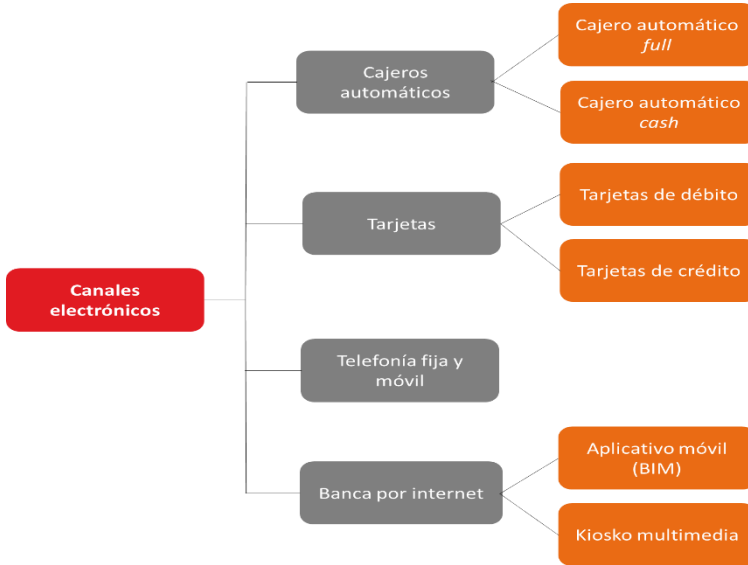 Canales
electrónicos
Cajeros
automáticos
Cajero automático
full
Cajero automático
cash
Tarjetas
Tarjetas de débito
Tarjetas de crédito
Telefonía fija y
móvil
Banca por internet
Aplicativo móvil
(BIM)
Kiosko multimedia